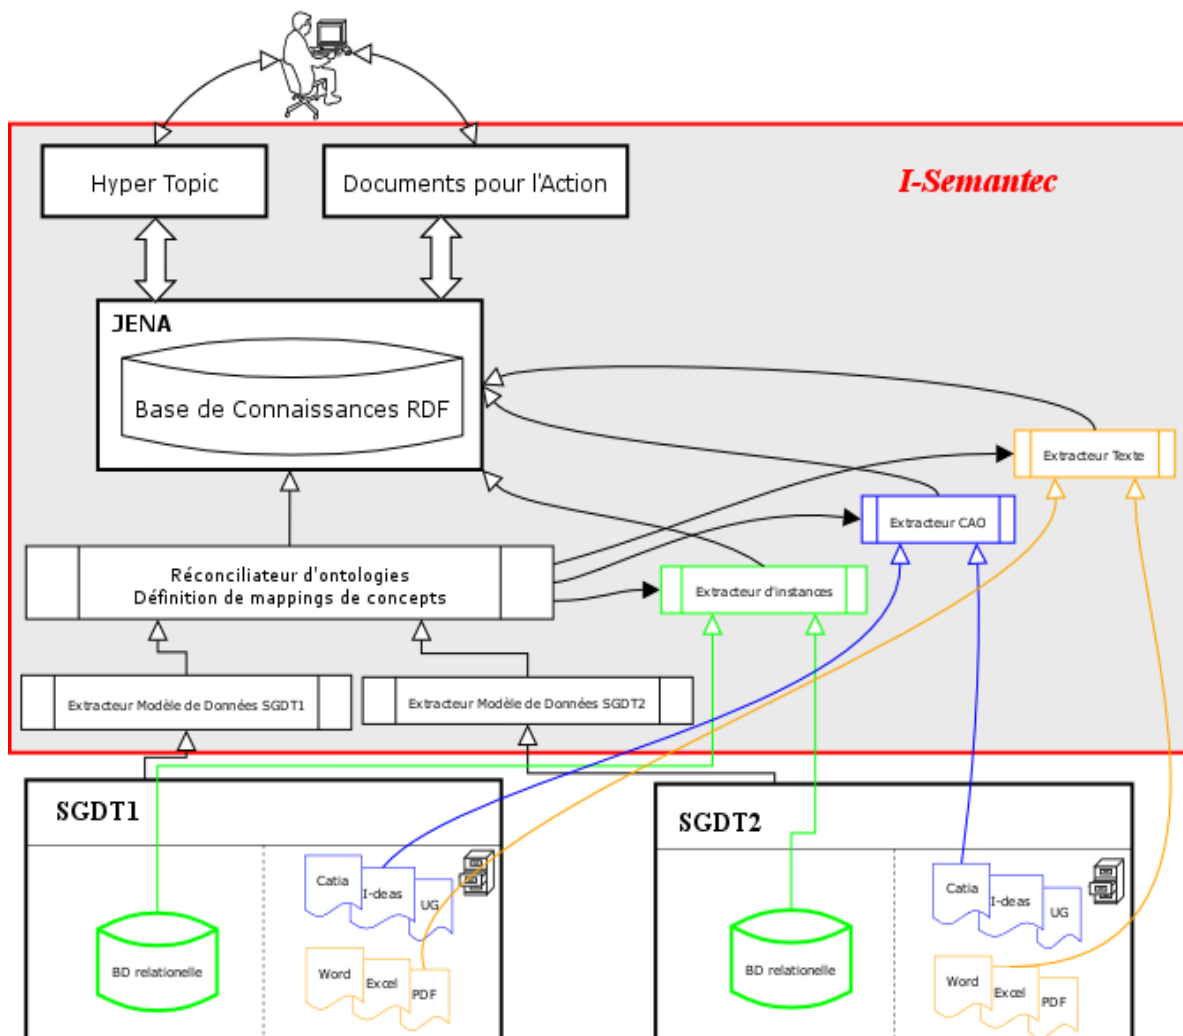 Hyper Topic
Documents pour l'Action
I-Semantec
JENA
Base de Connaissances RDF
Extracteur Texte
Extracteur CAO
Réconciliateur d'ontologies
Définition de mappings de concepts
Extracteur d'instances
Extracteur Modèle de Données SGDT1
Extracteur Modèle de Données SGDT2
SGDT1
Catia
I-deas
UG
BD relationelle
Word
Excel
PDF
SGDT2
Catia
I-deas
UG
BD relationelle
Word
Excel
PDF